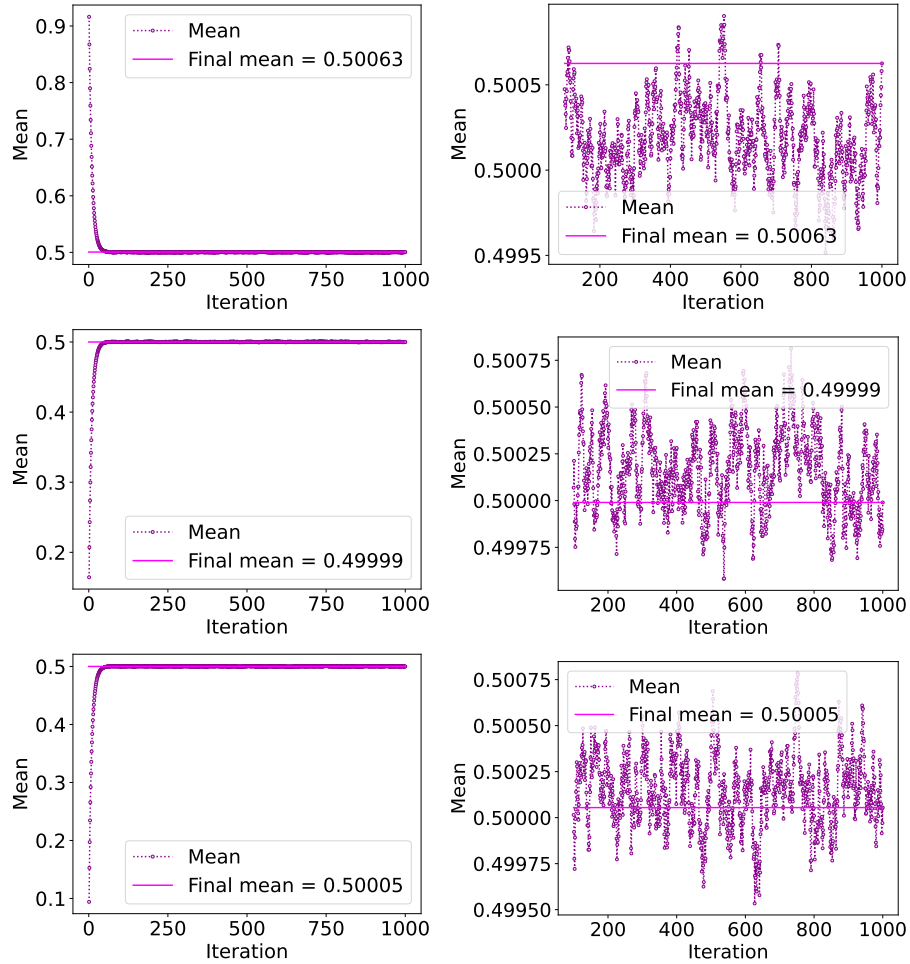 0.9
0.8
0.7
0.6
0.5
Mean
Mean
Final mean = 0.50063
0
250
500
750
1000
Iteration
0.5005
0.5000
0.4995
Mean
Mean
Final mean = 0.50063
200
400
600
800
1000
Iteration
0.5
0.4
0.3
0.2
Mean
Mean
Final mean = 0.49999
0
250
500
750
1000
Iteration
0.50075
0.50050
0.50025
0.50000
0.49975
Mean
Mean
Final mean = 0.49999
200
400
600
800
1000
Iteration
0.5
0.4
0.3
0.2
0.1
Mean
Mean
Final mean = 0.50005
0
250
500
750
1000
Iteration
0.50075
0.50050
0.50025
0.50000
0.49975
0.49950
Mean
Mean
Final mean = 0.50005
200
400
600
800
1000
Iteration